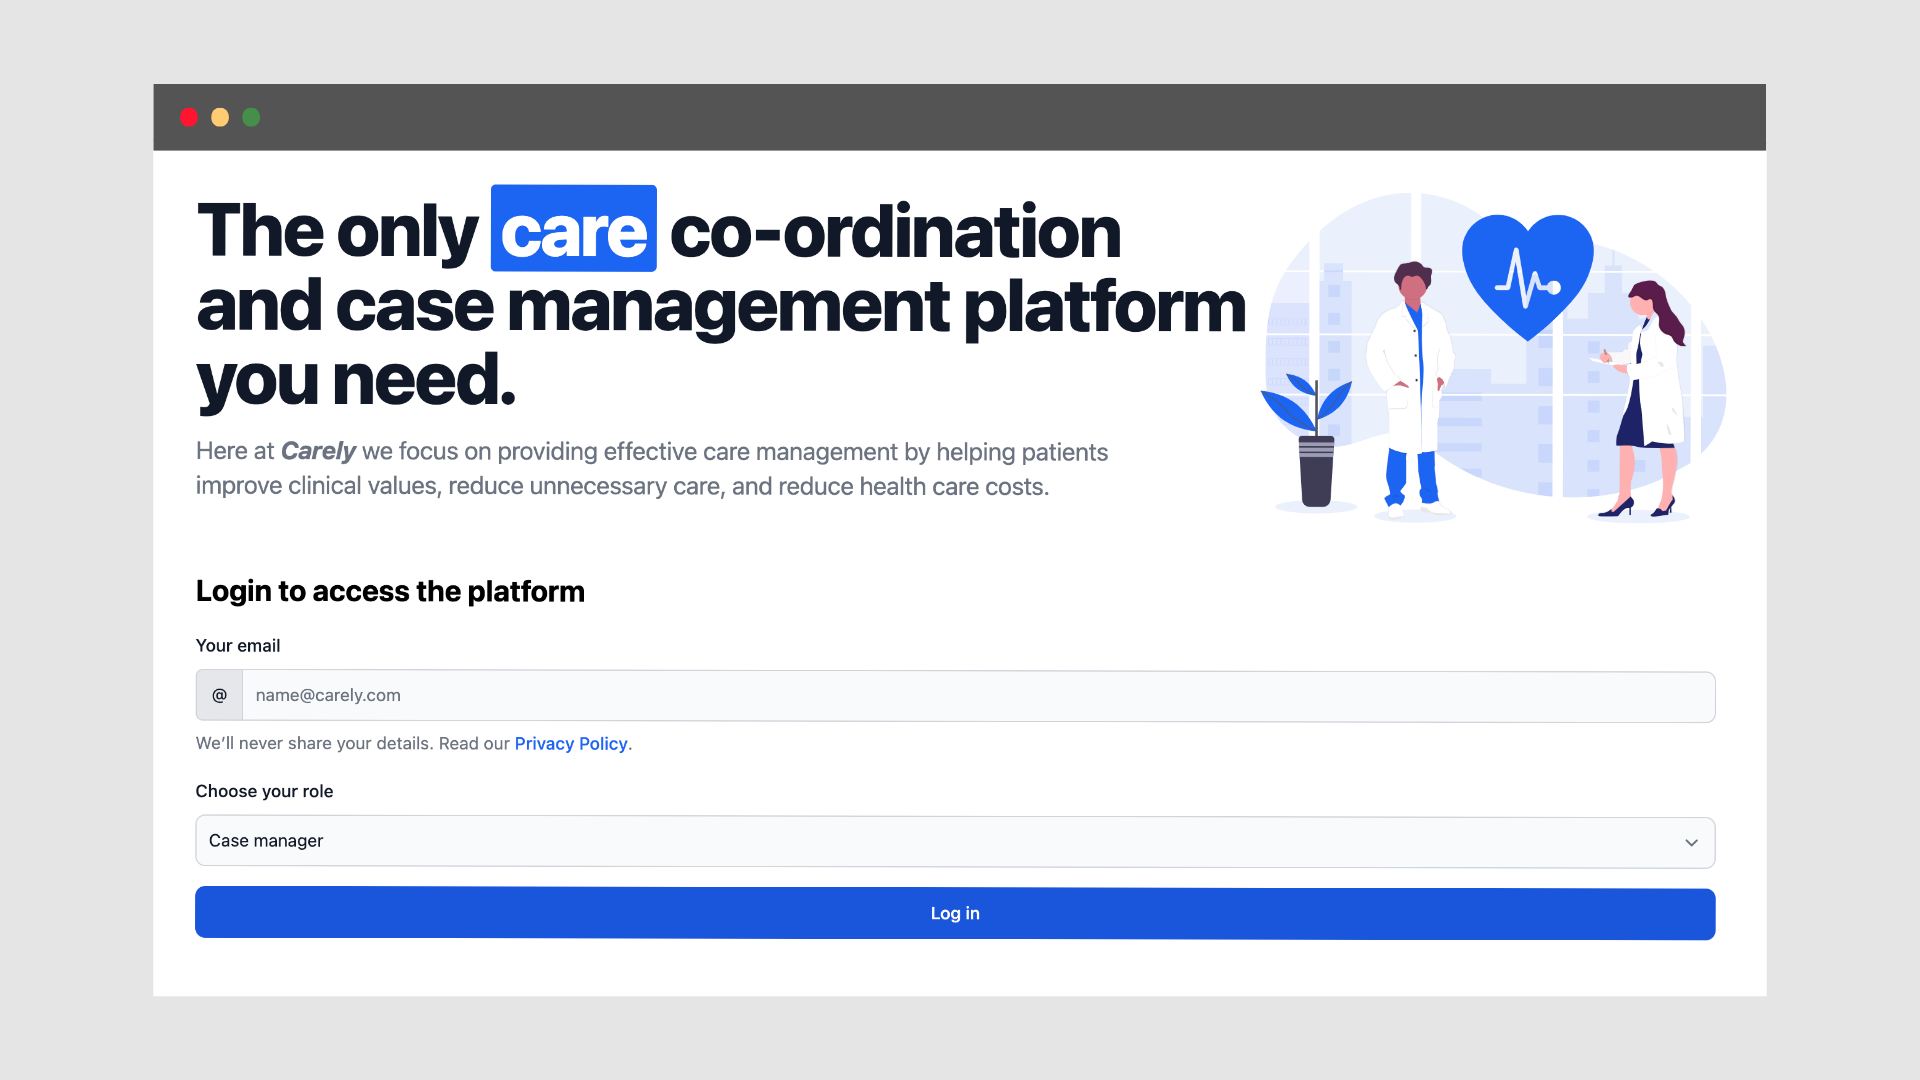 The only care co-ordination
and case management platform
you need.
Here at Carely we focus on providing effective care management by helping patients
improve clinical values, reduce unnecessary care, and reduce health care costs.
Login to access the platform
Your email
@ name@carely.com
We'll never share your details. Read our Privacy Policy.
Choose your role
Case manager
Log in